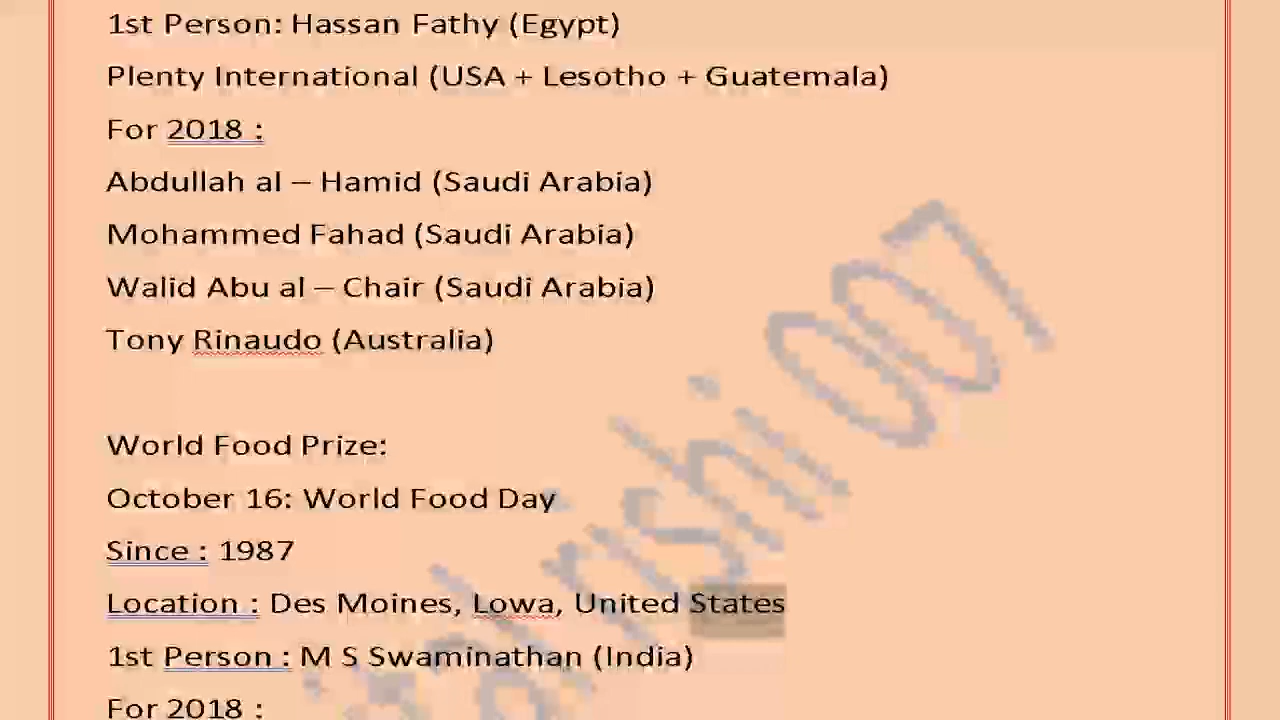 1st Person: Hassan Fathy (Egypt)
Plenty International (USA + Lesotho + Guatemala)
For 2018 :
Abdullah al – Hamid (Saudi Arabia)
Mohammed Fahad (Saudi Arabia)
Walid Abu al – Chair (Saudi Arabia)
Tony Rinaudo (Australia)
World Food Prize:
October 16: World Food Day
Since : 1987
Location : Des Moines, Lowa, United States
1st Person : M S Swaminathan (India)
For 2018 :
007